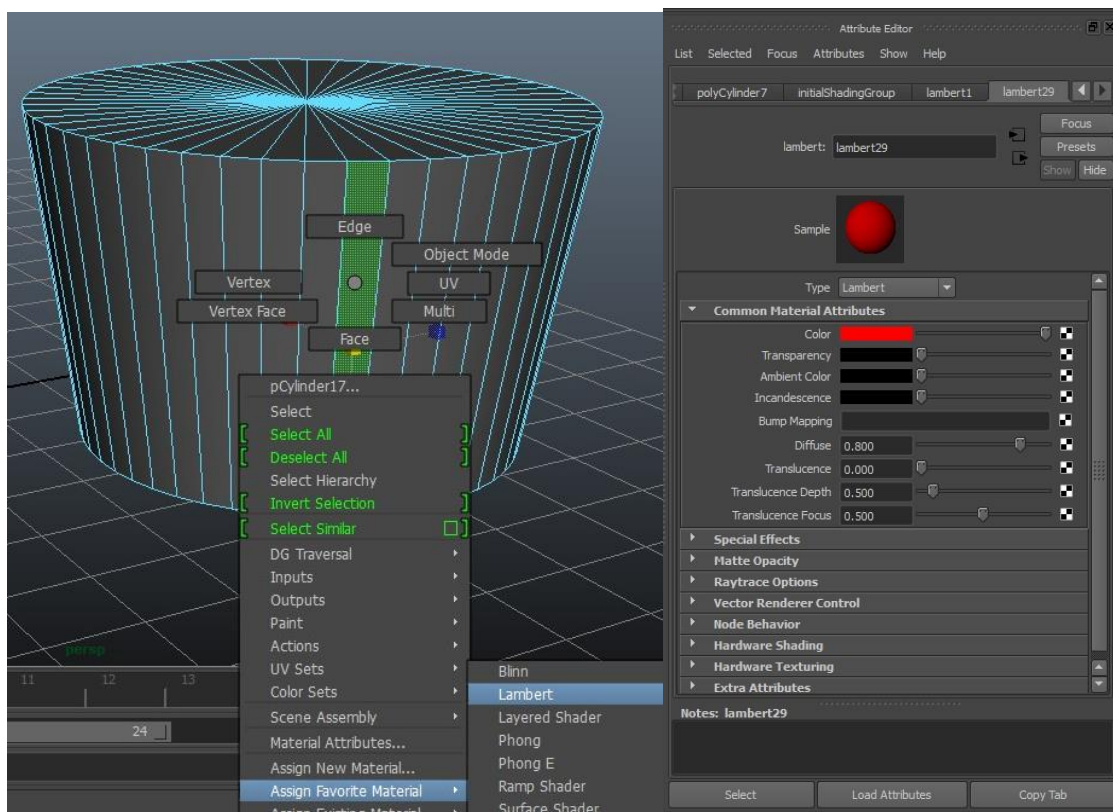 Edge
Object Mode
Vertex
UV
Vertex Face
Multi
Face
pCylinder17...
Select
Select All
Deselect All
Select Hierarchy
Invert Selection
Select Similar
DG Traversal
Inputs
Outputs
Paint
Actions
UV Sets
Color Sets
Scene Assembly
Material Attributes...
Assign New Material...
Assign Favorite Material
Assign Existing Material
Blinn
Lambert
Layered Shader
Phong
Phong E
Ramp Shader
Surface Shader
persp
11 12 13
24
Attribute Editor
List Selected Focus Attributes Show Help
polyCylinder7 initialShadingGroup lambert1 lambert29
Focus
lambert: lambert29
Presets
Show Hide
Sample
Type Lambert
Common Material Attributes
Color
Transparency
Ambient Color
Incandescence
Bump Mapping
Diffuse 0.800
Translucence 0.000
Translucence Depth 0.500
Translucence Focus 0.500
Special Effects
Matte Opacity
Raytrace Options
Vector Renderer Control
Node Behavior
Hardware Shading
Hardware Texturing
Extra Attributes
Notes: lambert29
Select Load Attributes Copy Tab